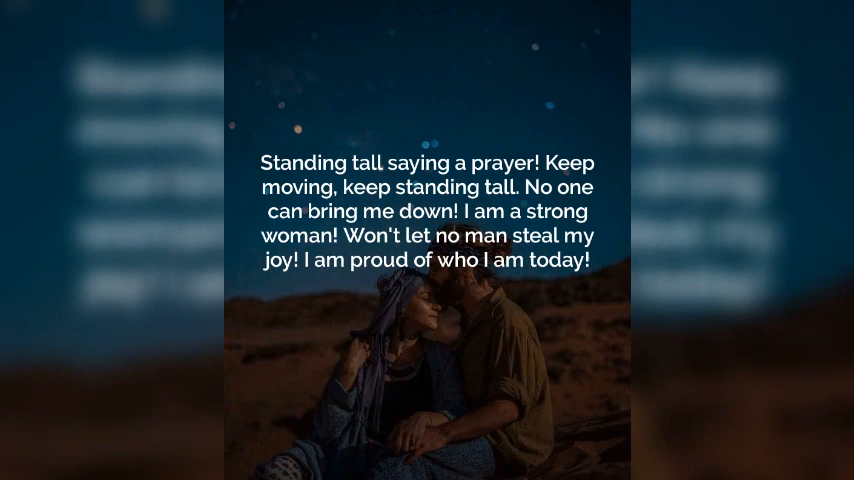 Standing tall saying a prayer! Keep
moving, keep standing tall. No one
can bring me down! I am a strong
woman! Won't let no man steal my
joy! I am proud of who I am today!